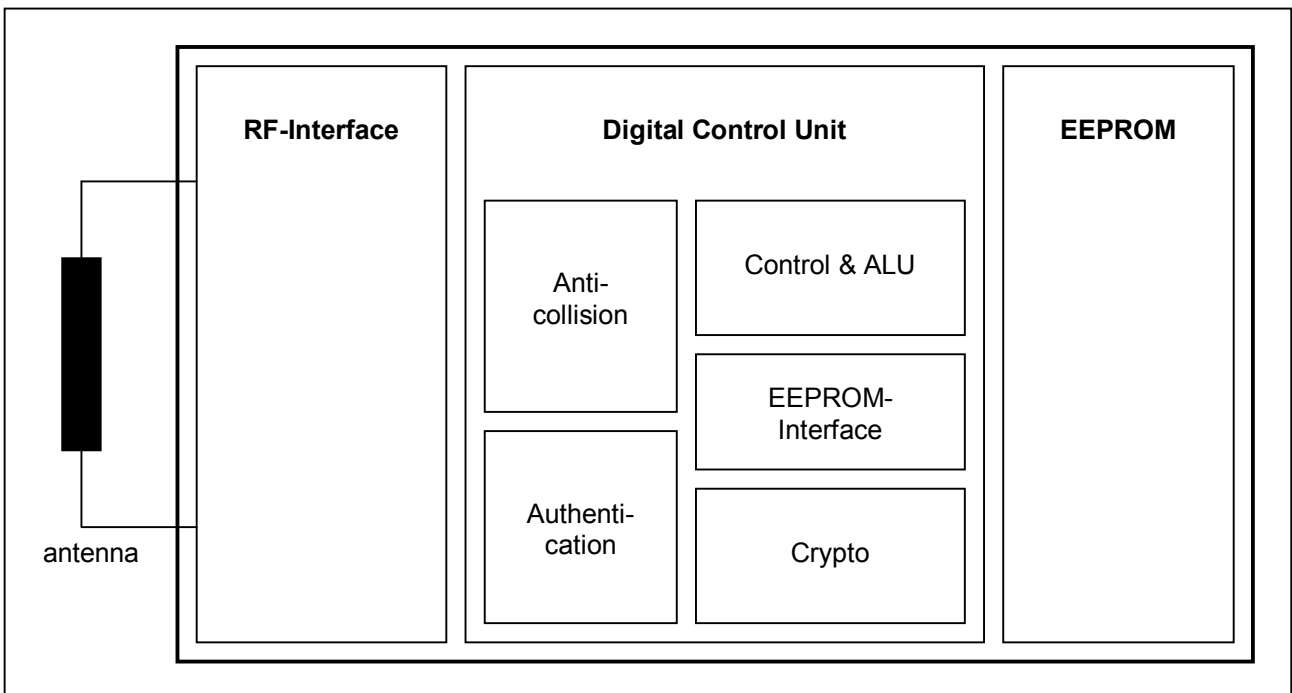 RF-Interface
Digital Control Unit
EEPROM
Anti-
collision
Control & ALU
EEPROM-
Interface
Authenti-
cation
Crypto
antenna